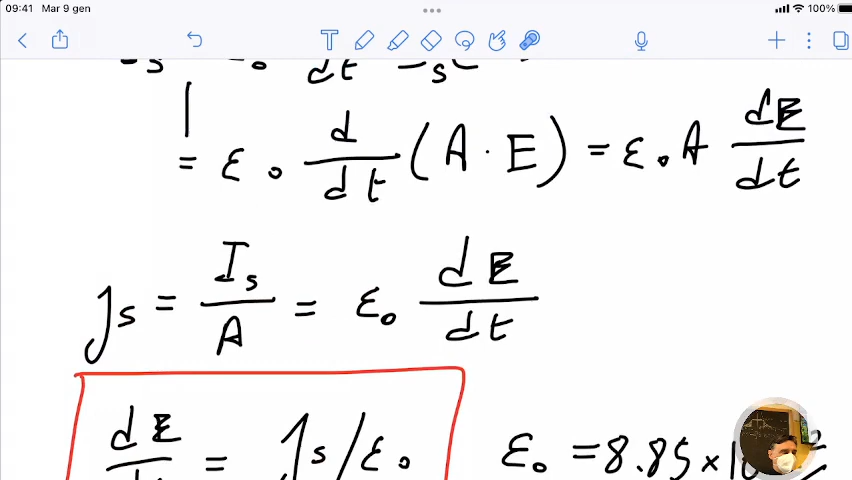 09:41 Mar 9 gen 100%
= ε₀ d/dt (A · E) = ε₀ A dE/dt
Js = Is/A = ε₀ dE/dt
dE/dt = Js/ε₀ ε₀ = 8.85 × 10